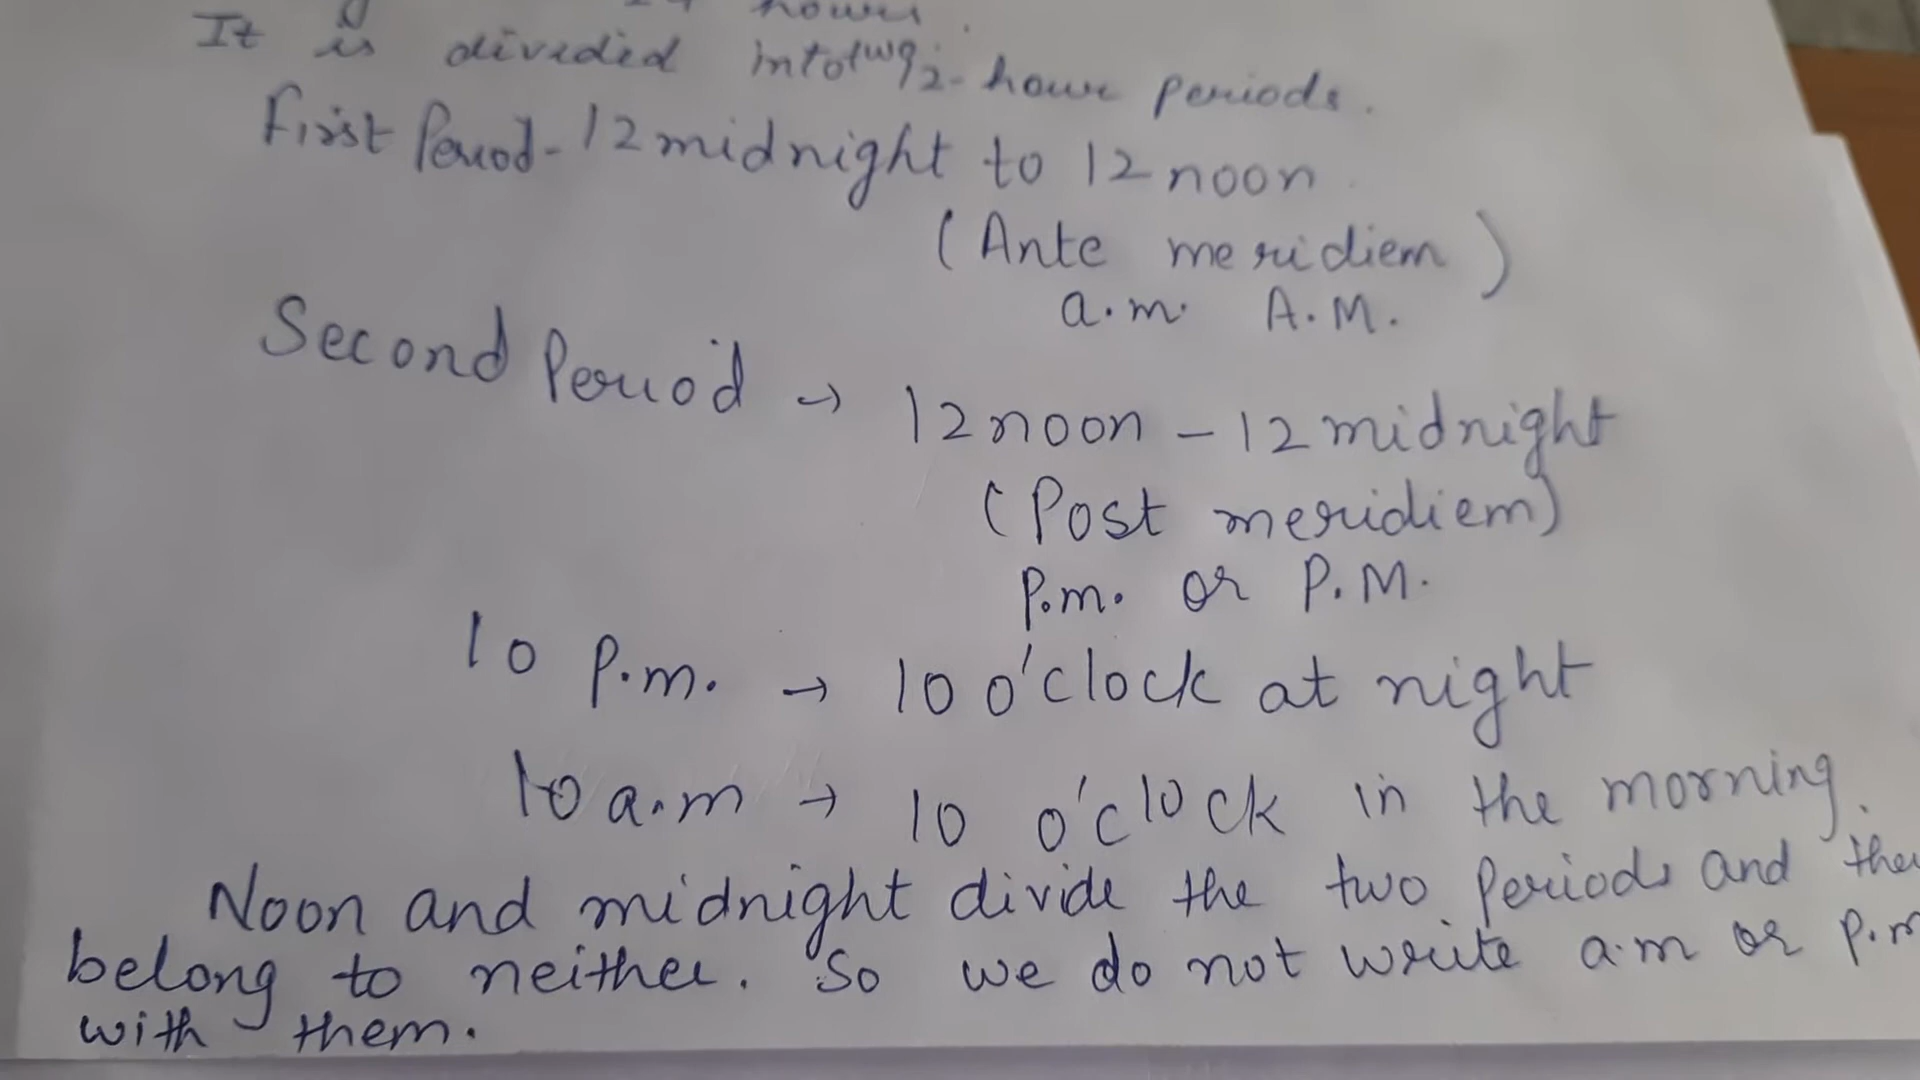 hours.
It is divided into two 12-hour periods.
First Period - 12 midnight to 12 noon
(Ante meridiem)
a.m. A.M.
Second Period → 12 noon - 12 midnight
(Post meridiem)
P.m. or P.M.
10 P.m. → 10 o'clock at night
10 a.m → 10 o'clock in the morning.
Noon and midnight divide the two periods and
belong to neither. So we do not write a.m or p.m
with them.